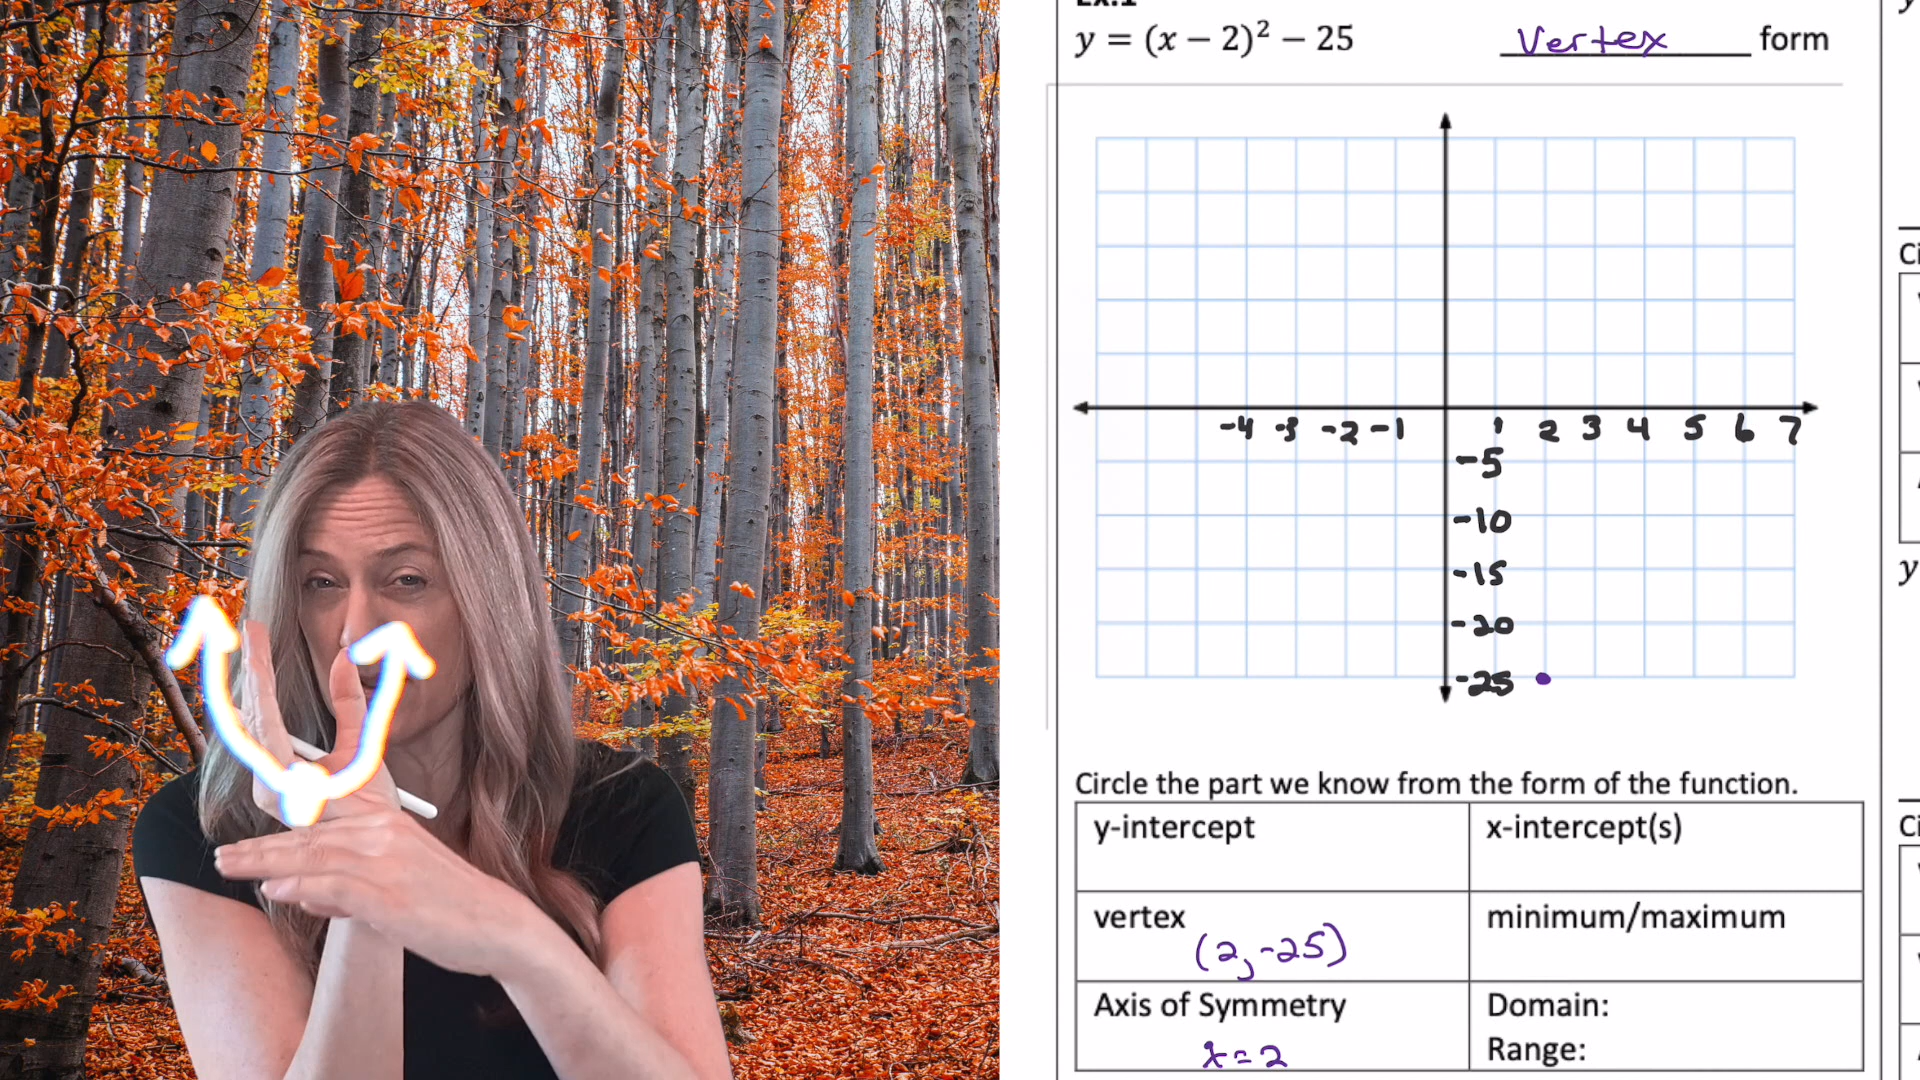 Ex.1
y = (x − 2)² − 25 Vertex form
-4 -3 -2 -1 1 2 3 4 5 6 7
-5
-10
-15
-20
-25
Circle the part we know from the form of the function.
y-intercept x-intercept(s)
vertex minimum/maximum
(2, -25)
Axis of Symmetry Domain:
x = 2 Range:
y